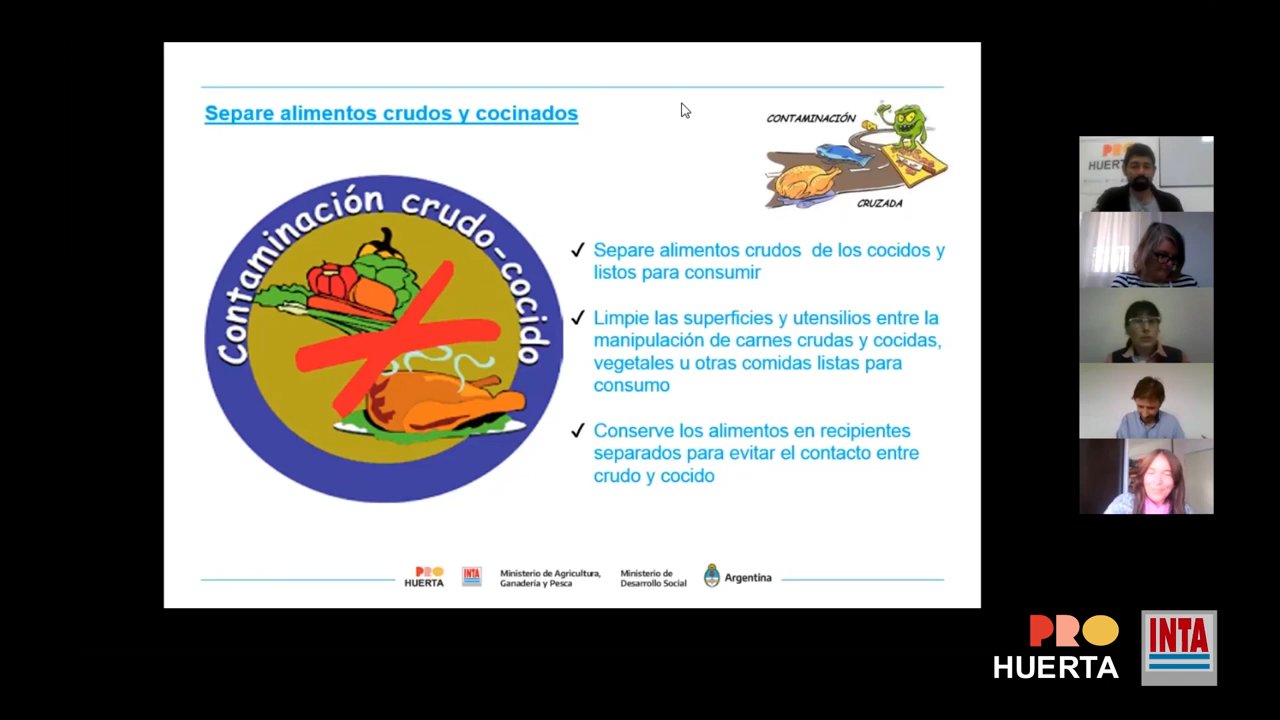 Separe alimentos crudos y cocinados
CONTAMINACIÓN
CRUZADA
Contaminación crudo-cocido
✓ Separe alimentos crudos de los cocidos y
listos para consumir
✓ Limpie las superficies y utensilios entre la
manipulación de carnes crudas y cocidas,
vegetales u otras comidas listas para
consumo
✓ Conserve los alimentos en recipientes
separados para evitar el contacto entre
crudo y cocido
PRO
HUERTA
INTA
Ministerio de Agricultura,
Ganadería y Pesca
Ministerio de
Desarrollo Social
Argentina
PRO
HUERTA
PRO
HUERTA
INTA